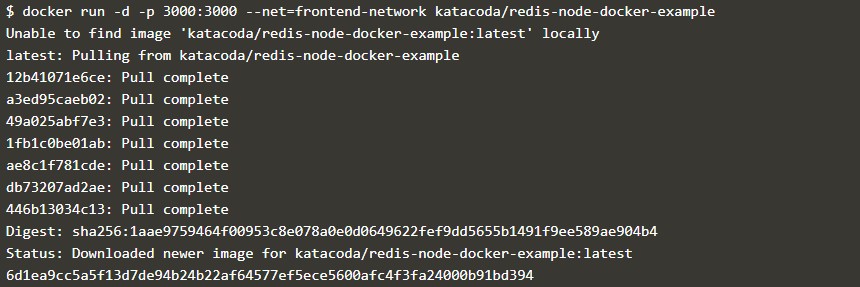 $ docker run -d -p 3000:3000 --net=frontend-network katacoda/redis-node-docker-example
Unable to find image 'katacoda/redis-node-docker-example:latest' locally
latest: Pulling from katacoda/redis-node-docker-example
12b41071e6ce: Pull complete
a3ed95caeb02: Pull complete
49a025abf7e3: Pull complete
1fb1c0be01ab: Pull complete
ae8c1f781cde: Pull complete
db73207ad2ae: Pull complete
446b13034c13: Pull complete
Digest: sha256:1aae9759464f00953c8e078a0e0d0649622fef9dd5655b1491f9ee589ae904b4
Status: Downloaded newer image for katacoda/redis-node-docker-example:latest
6d1ea9cc5a5f13d7de94b24b22af64577ef5ece5600afc4f3fa24000b91bd394